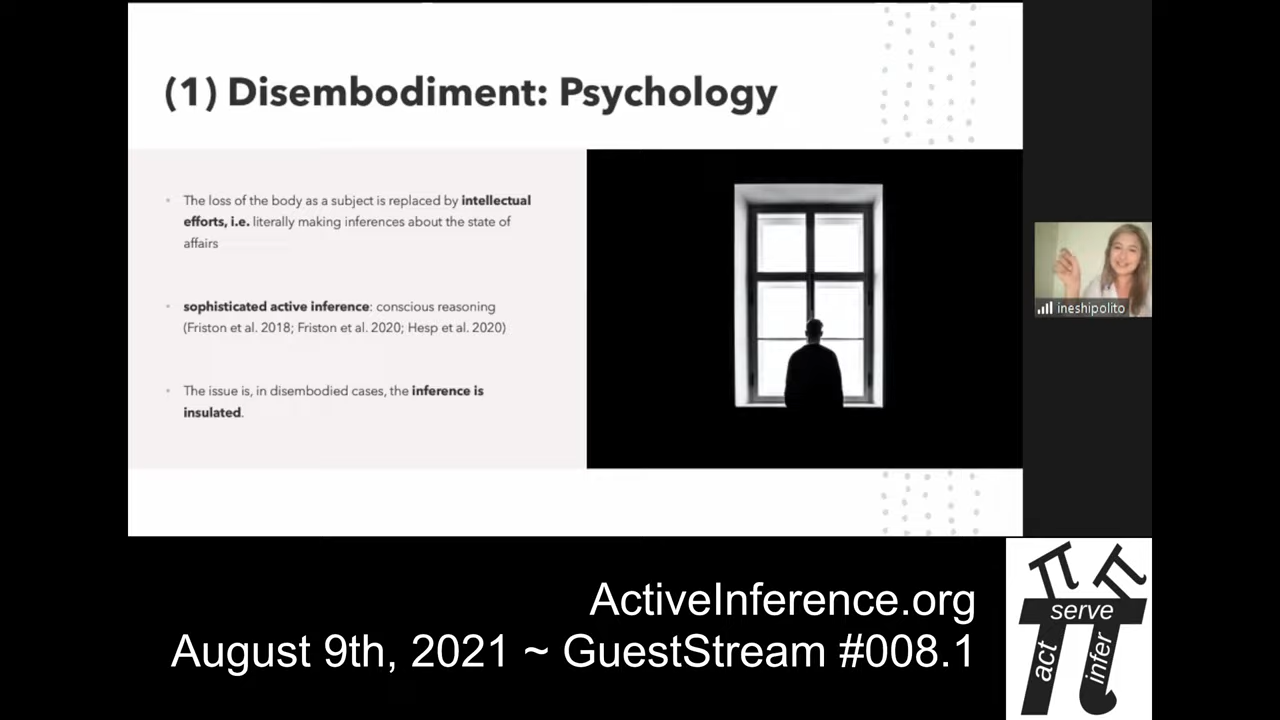 (1) Disembodiment: Psychology
The loss of the body as a subject is replaced by intellectual
efforts, i.e. literally making inferences about the state of
affairs
sophisticated active inference: conscious reasoning
(Friston et al. 2018; Friston et al. 2020; Hesp et al. 2020)
The issue is, in disembodied cases, the inference is
insulated.
ineshipolito
ActiveInference.org
August 9th, 2021 ~ GuestStream #008.1
serve
act
infer